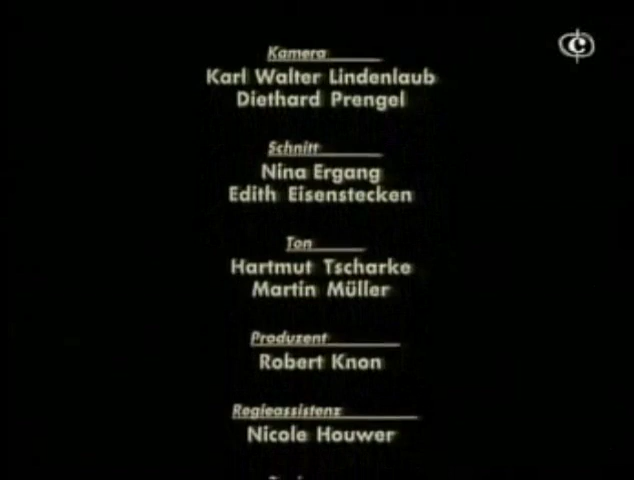 Kamera
Karl Walter Lindenlaub
Diethard Prengel
Schnitt
Nina Ergang
Edith Eisenstecken
Ton
Hartmut Tscharke
Martin Müller
Produzent
Robert Knon
Regieassistenz
Nicole Houwer